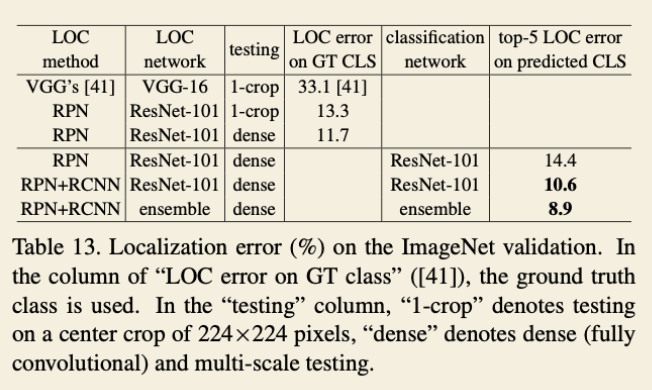 LOC method LOC network testing LOC error on GT CLS classification network top-5 LOC error on predicted CLS
VGG's [41] VGG-16 1-crop 33.1 [41]
RPN ResNet-101 1-crop 13.3
RPN ResNet-101 dense 11.7
RPN ResNet-101 dense ResNet-101 14.4
RPN+RCNN ResNet-101 dense ResNet-101 10.6
RPN+RCNN ensemble dense ensemble 8.9
Table 13. Localization error (%) on the ImageNet validation. In
the column of “LOC error on GT class” ([41]), the ground truth
class is used. In the “testing” column, “1-crop” denotes testing
on a center crop of 224×224 pixels, “dense” denotes dense (fully
convolutional) and multi-scale testing.